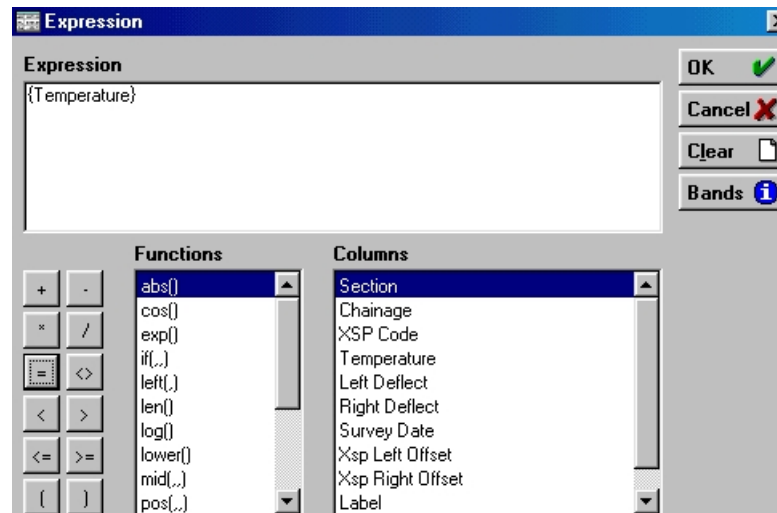 Expression
Expression
{Temperature}
OK
Cancel
Clear
Bands
Functions
Columns
+ -
* /
= <>
< >
<= >=
( )
abs()
cos()
exp()
if(,,)
left(,)
len()
log()
lower()
mid(,,)
pos(,,)
Section
Chainage
XSP Code
Temperature
Left Deflect
Right Deflect
Survey Date
Xsp Left Offset
Xsp Right Offset
Label